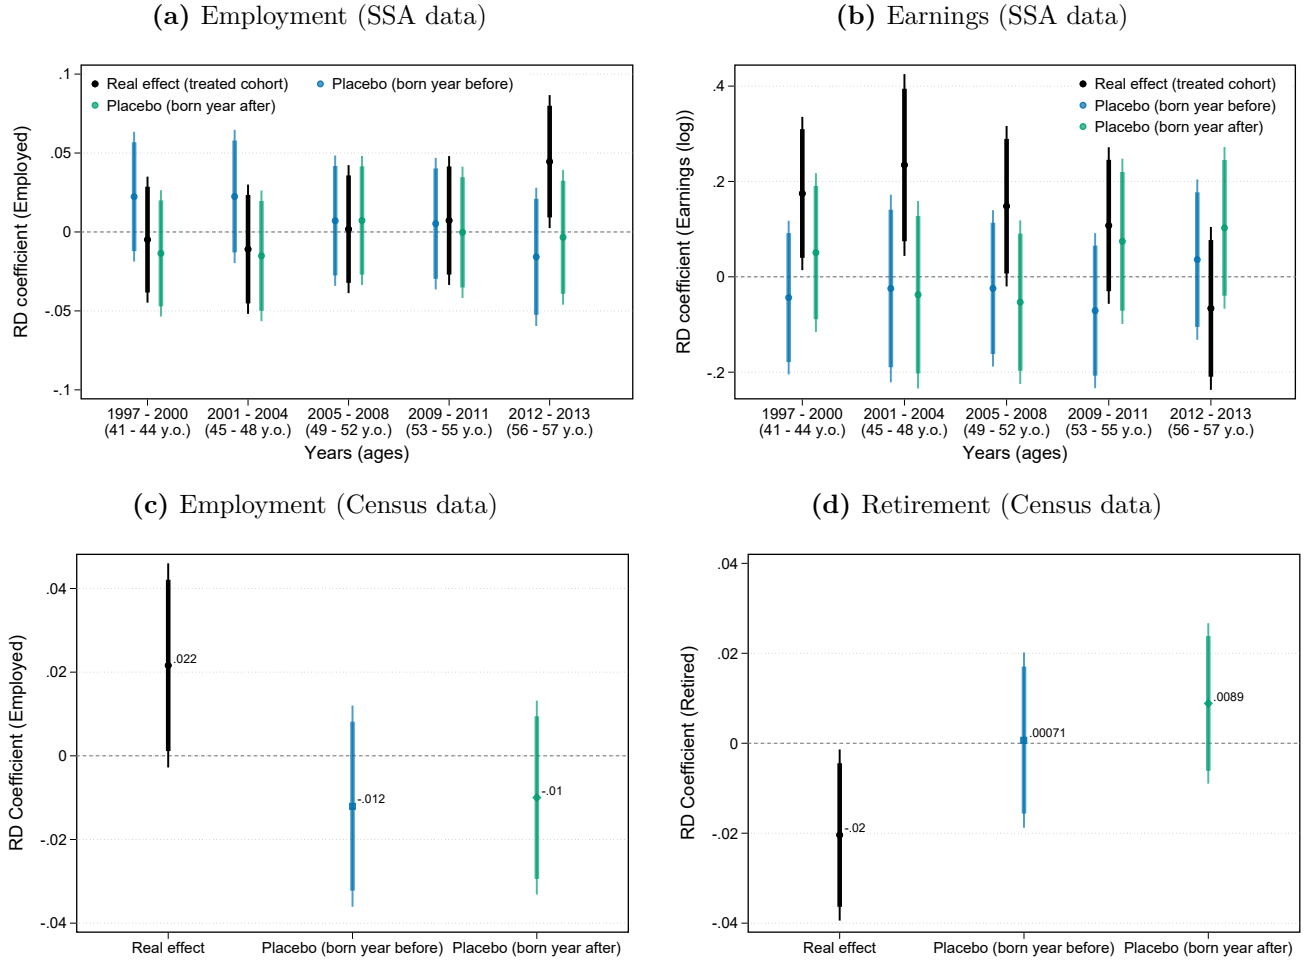 (a) Employment (SSA data)
RD coefficient (Employed)
.1
.05
0
-.05
-.1
Real effect (treated cohort)
Placebo (born year before)
Placebo (born year after)
1997 - 2000 2001 - 2004 2005 - 2008 2009 - 2011 2012 - 2013
(41 - 44 y.o.) (45 - 48 y.o.) (49 - 52 y.o.) (53 - 55 y.o.) (56 - 57 y.o.)
Years (ages)
(b) Earnings (SSA data)
RD coefficient (Earnings (log))
.4
.2
0
-.2
Real effect (treated cohort)
Placebo (born year before)
Placebo (born year after)
1997 - 2000 2001 - 2004 2005 - 2008 2009 - 2011 2012 - 2013
(41 - 44 y.o.) (45 - 48 y.o.) (49 - 52 y.o.) (53 - 55 y.o.) (56 - 57 y.o.)
Years (ages)
(c) Employment (Census data)
RD Coefficient (Employed)
.04
.02
0
-.02
-.04
.022
-.012
-.01
Real effect Placebo (born year before) Placebo (born year after)
(d) Retirement (Census data)
RD Coefficient (Retired)
.04
.02
0
-.02
-.04
-.02
.00071
.0089
Real effect Placebo (born year before) Placebo (born year after)